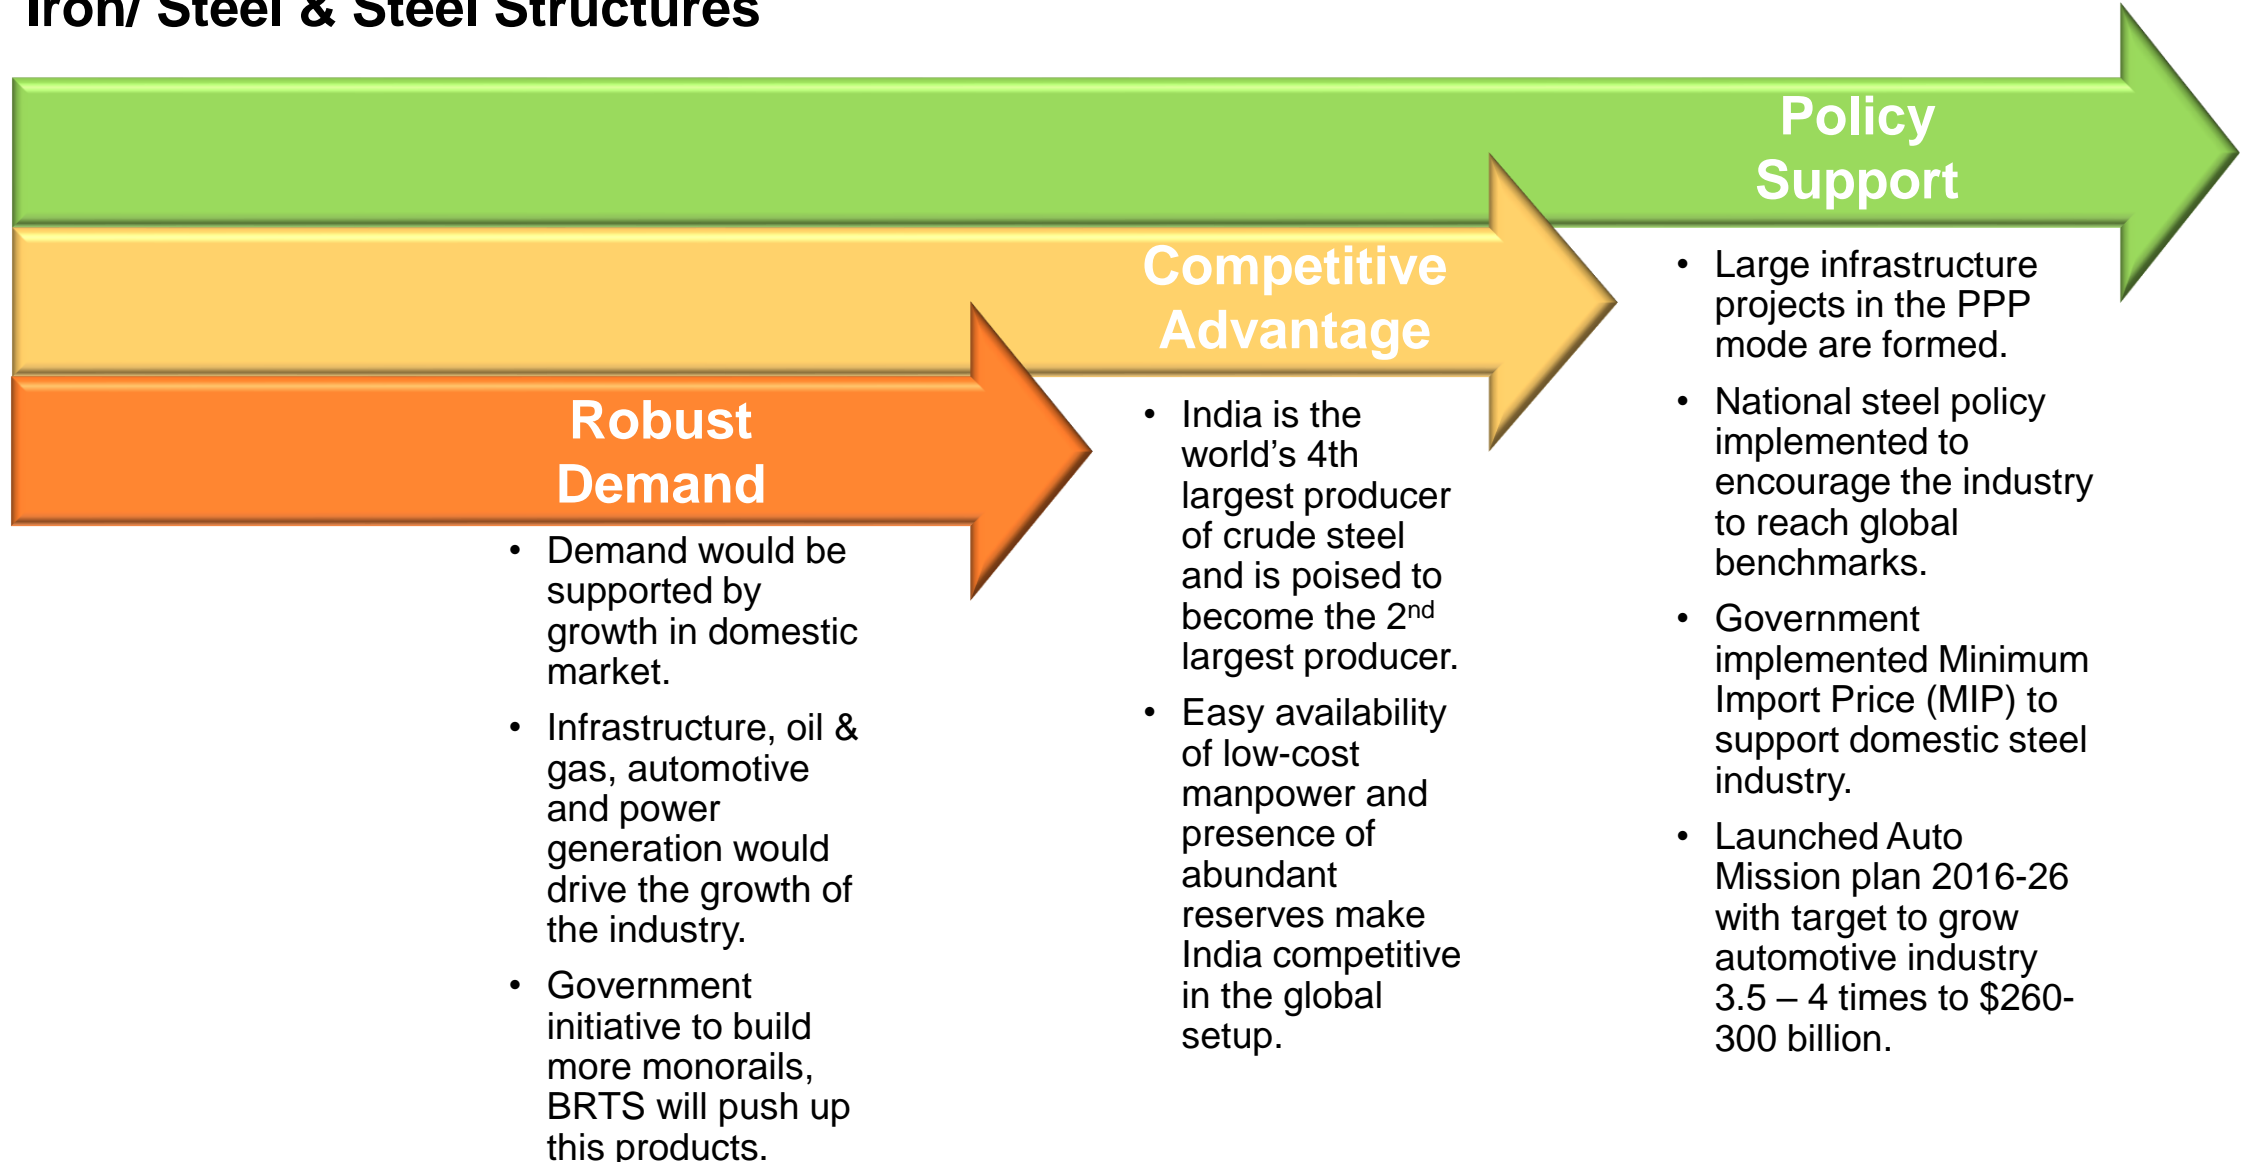 Iron/ Steel & Steel Structures
Policy
Support
Competitive
Advantage
Robust
Demand
• Demand would be
supported by
growth in domestic
market.
• Infrastructure, oil &
gas, automotive
and power
generation would
drive the growth of
the industry.
• Government
initiative to build
more monorails,
BRTS will push up
this products.
• India is the
world’s 4th
largest producer
of crude steel
and is poised to
become the 2nd
largest producer.
• Easy availability
of low-cost
manpower and
presence of
abundant
reserves make
India competitive
in the global
setup.
• Large infrastructure
projects in the PPP
mode are formed.
• National steel policy
implemented to
encourage the industry
to reach global
benchmarks.
• Government
implemented Minimum
Import Price (MIP) to
support domestic steel
industry.
• Launched Auto
Mission plan 2016-26
with target to grow
automotive industry
3.5 – 4 times to $260-
300 billion.